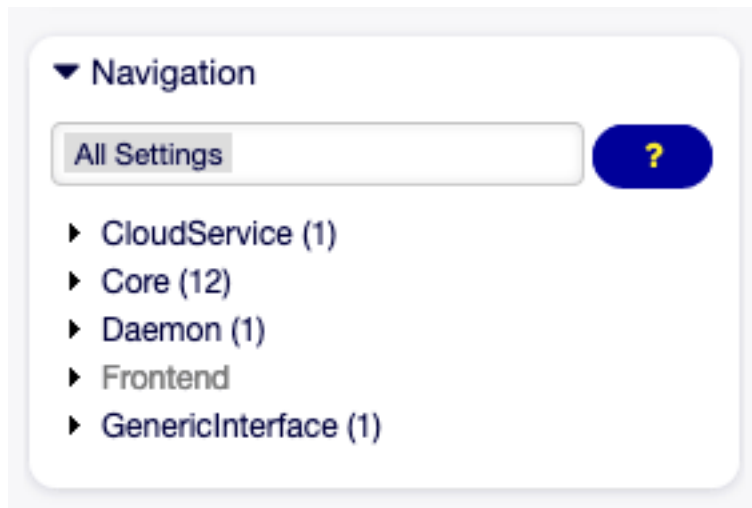 Navigation
All Settings
?
CloudService (1)
Core (12)
Daemon (1)
Frontend
GenericInterface (1)